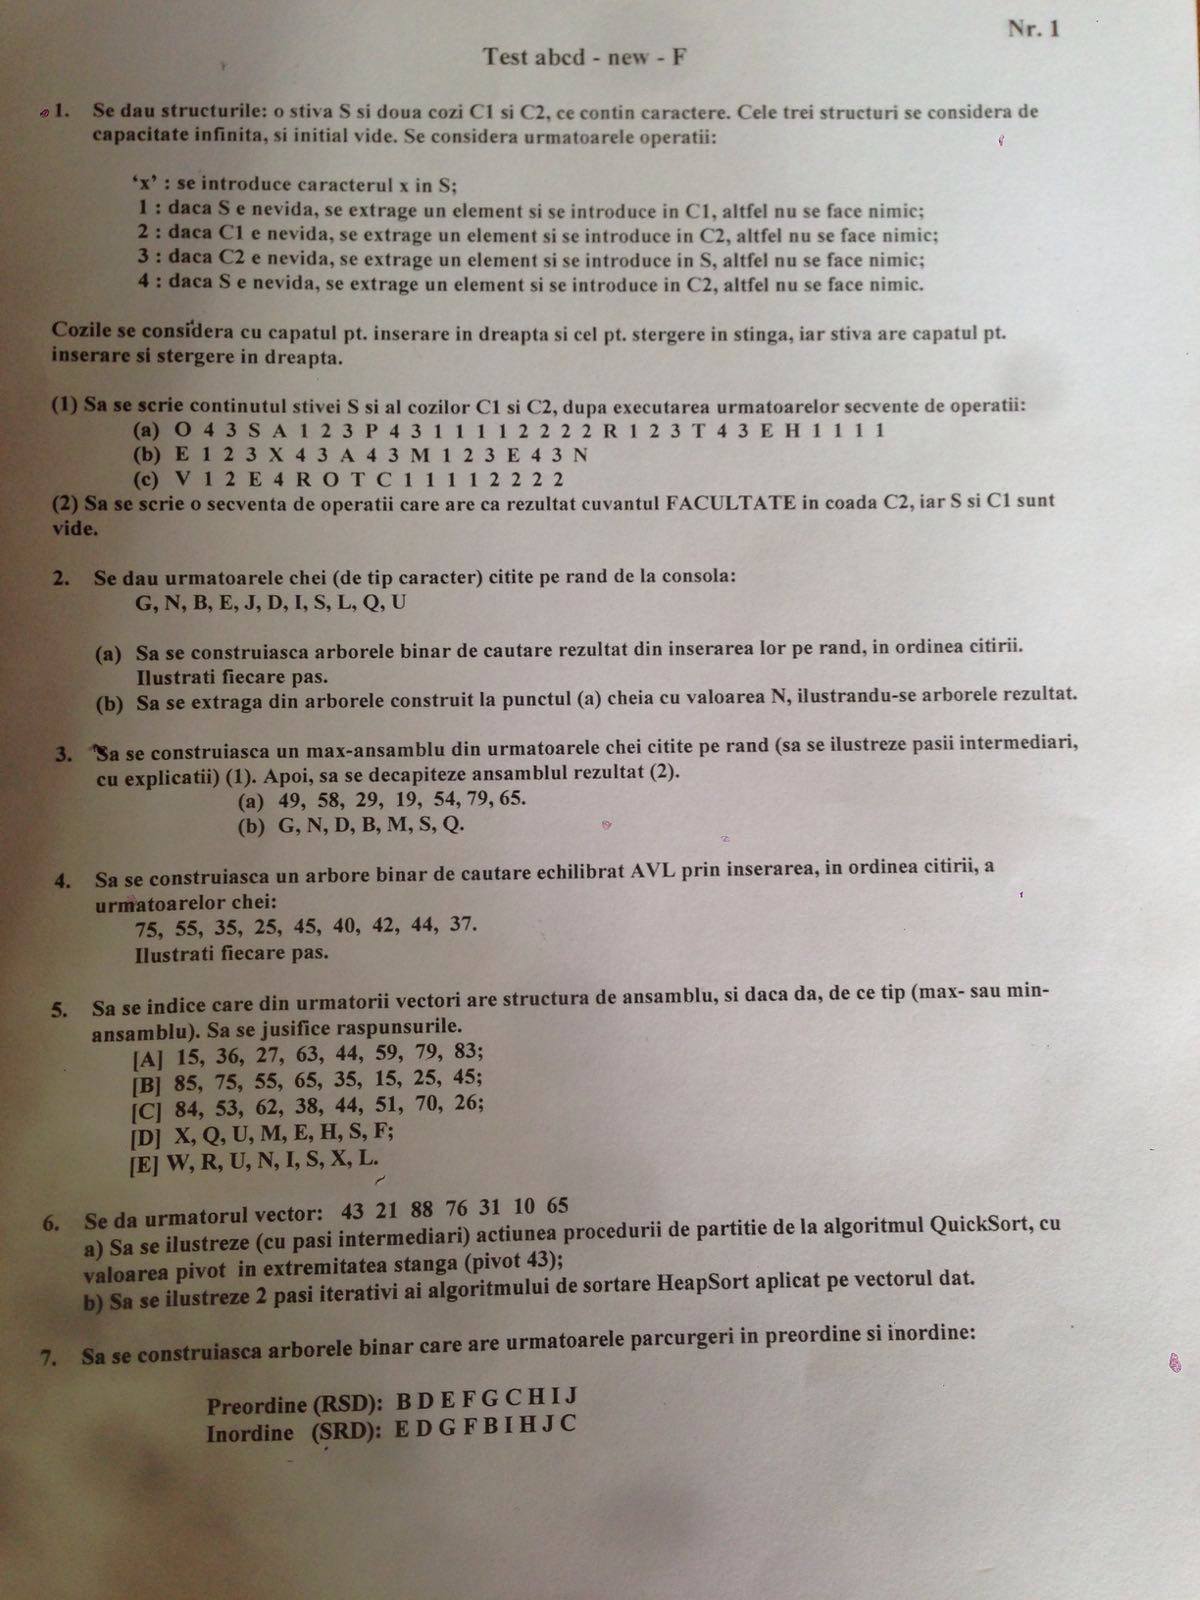 Nr. 1
Test abcd - new - F
1. Se dau structurile: o stiva S si doua cozi C1 si C2, ce contin caractere. Cele trei structuri se considera de
capacitate infinita, si initial vide. Se considera urmatoarele operatii:
‘x’ : se introduce caracterul x in S;
1 : daca S e nevida, se extrage un element si se introduce in C1, altfel nu se face nimic;
2 : daca C1 e nevida, se extrage un element si se introduce in C2, altfel nu se face nimic;
3 : daca C2 e nevida, se extrage un element si se introduce in S, altfel nu se face nimic;
4 : daca S e nevida, se extrage un element si se introduce in C2, altfel nu se face nimic.
Cozile se considera cu capatul pt. inserare in dreapta si cel pt. stergere in stinga, iar stiva are capatul pt.
inserare si stergere in dreapta.
(1) Sa se scrie continutul stivei S si al cozilor C1 si C2, dupa executarea urmatoarelor secvente de operatii:
(a) O 4 3 S A 1 2 3 P 4 3 1 1 1 1 2 2 2 2 R 1 2 3 T 4 3 E H 1 1 1 1
(b) E 1 2 3 X 4 3 A 4 3 M 1 2 3 E 4 3 N
(c) V 1 2 E 4 R O T C 1 1 1 1 2 2 2 2
(2) Sa se scrie o secventa de operatii care are ca rezultat cuvantul FACULTATE in coada C2, iar S si C1 sunt
vide.
2. Se dau urmatoarele chei (de tip caracter) citite pe rand de la consola:
G, N, B, E, J, D, I, S, L, Q, U
(a) Sa se construiasca arborele binar de cautare rezultat din inserarea lor pe rand, in ordinea citirii.
Ilustrati fiecare pas.
(b) Sa se extraga din arborele construit la punctul (a) cheia cu valoarea N, ilustrandu-se arborele rezultat.
3. Sa se construiasca un max-ansamblu din urmatoarele chei citite pe rand (sa se ilustreze pasii intermediari,
cu explicatii) (1). Apoi, sa se decapiteze ansamblul rezultat (2).
(a) 49, 58, 29, 19, 54, 79, 65.
(b) G, N, D, B, M, S, Q.
4. Sa se construiasca un arbore binar de cautare echilibrat AVL prin inserarea, in ordinea citirii, a
urmatoarelor chei:
75, 55, 35, 25, 45, 40, 42, 44, 37.
Ilustrati fiecare pas.
5. Sa se indice care din urmatorii vectori are structura de ansamblu, si daca da, de ce tip (max- sau min-
ansamblu). Sa se jusifice raspunsurile.
[A] 15, 36, 27, 63, 44, 59, 79, 83;
[B] 85, 75, 55, 65, 35, 15, 25, 45;
[C] 84, 53, 62, 38, 44, 51, 70, 26;
[D] X, Q, U, M, E, H, S, F;
[E] W, R, U, N, I, S, X, L.
6. Se da urmatorul vector: 43 21 88 76 31 10 65
a) Sa se ilustreze (cu pasi intermediari) actiunea procedurii de partitie de la algoritmul QuickSort, cu
valoarea pivot in extremitatea stanga (pivot 43);
b) Sa se ilustreze 2 pasi iterativi ai algoritmului de sortare HeapSort aplicat pe vectorul dat.
7. Sa se construiasca arborele binar care are urmatoarele parcurgeri in preordine si inordine:
Preordine (RSD): B D E F G C H I J
Inordine (SRD): E D G F B I H J C